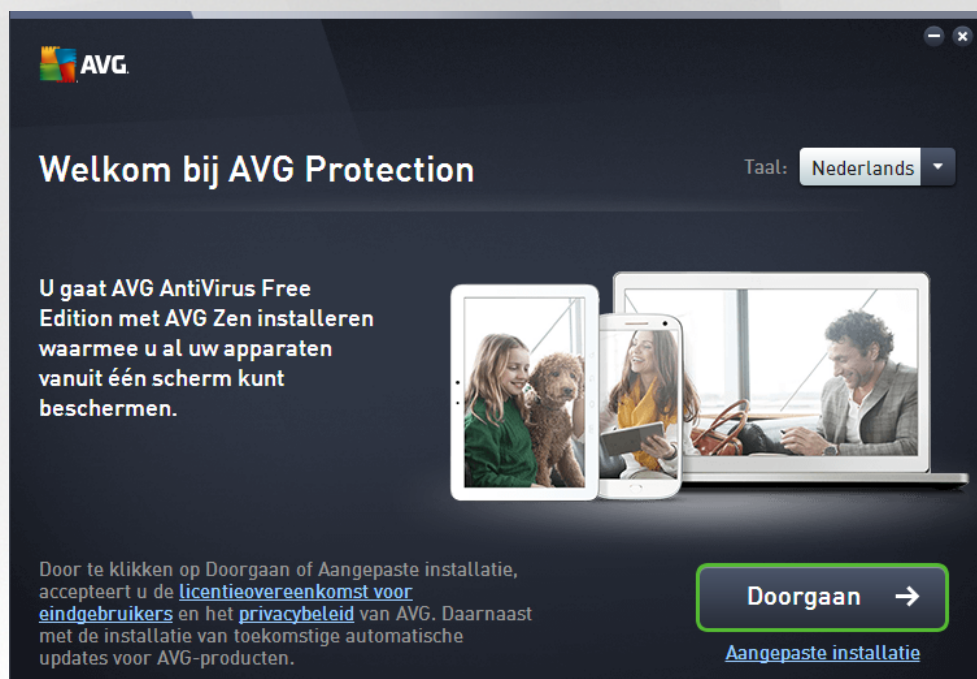 AVG.
Welkom bij AVG Protection
Taal: Nederlands
U gaat AVG AntiVirus Free
Edition met AVG Zen installeren
waarmee u al uw apparaten
vanuit één scherm kunt
beschermen.
Door te klikken op Doorgaan of Aangepaste installatie,
accepteert u de licentieovereenkomst voor
eindgebruikers en het privacybeleid van AVG. Daarnaast
met de installatie van toekomstige automatische
updates voor AVG-producten.
Doorgaan
Aangepaste installatie